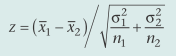 z = (x̄₁ − x̄₂) / √(σ₁²/n₁ + σ₂²/n₂)